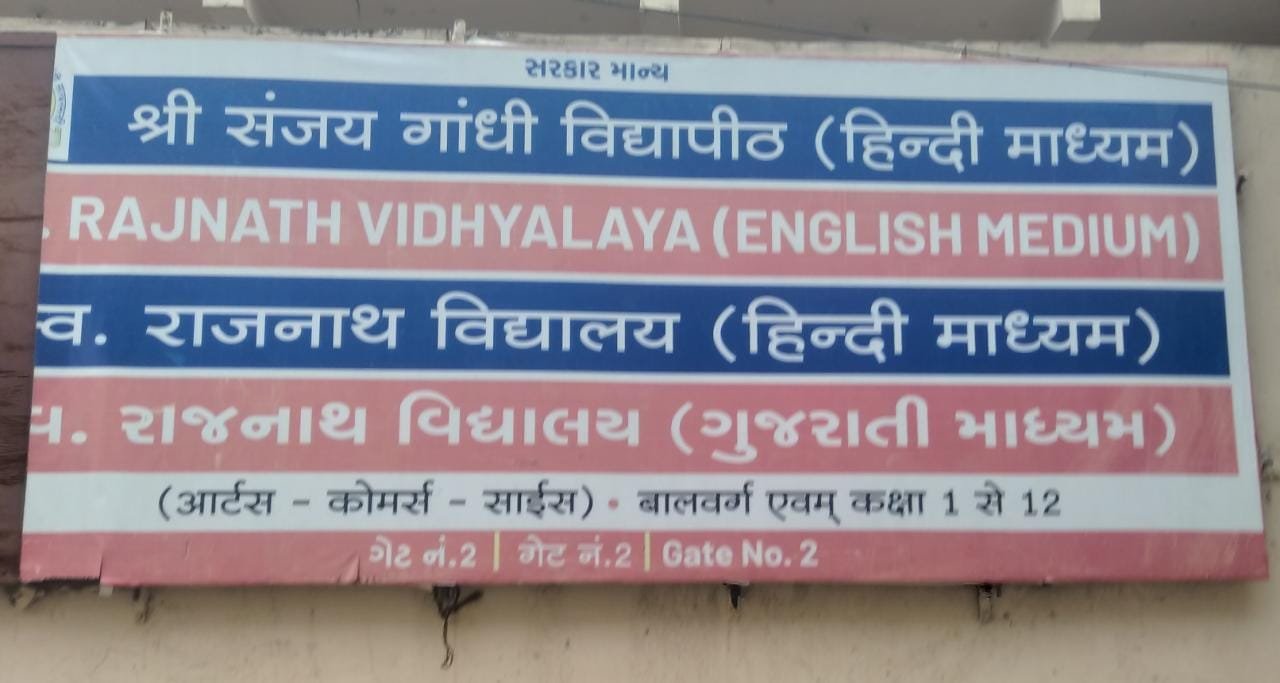 સરકાર માન્ય
श्री संजय गांधी विद्यापीठ (हिन्दी माध्यम)
. RAJNATH VIDHYALAYA (ENGLISH MEDIUM)
स्व. राजनाथ विद्यालय (हिन्दी माध्यम)
સ્વ. રાજનાથ વિદ્યાલય (ગુજરાતી માધ્યમ)
(आर्टस - कोमर्स - साईस) • बालवर्ग एवम् कक्षा 1 से 12
ગેટ નં.2 | गेट नं.2 | Gate No. 2